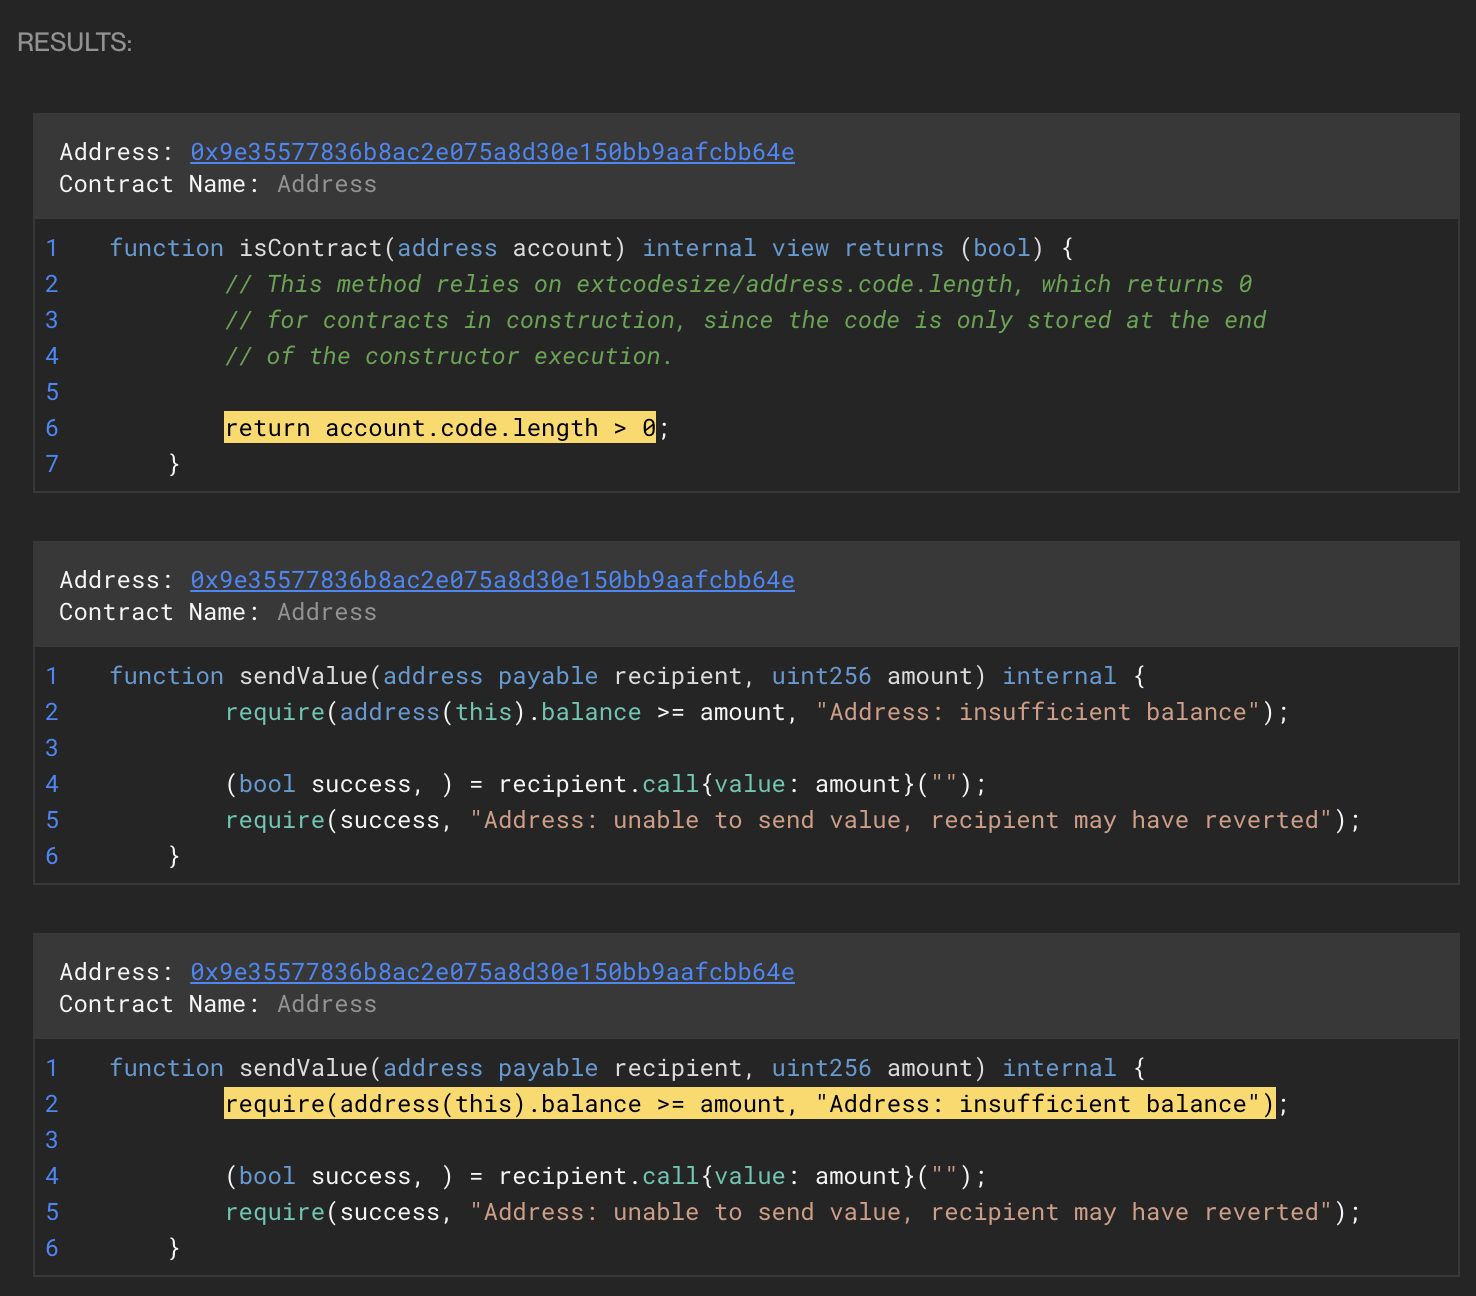 RESULTS:
Address: 0x9e35577836b8ac2e075a8d30e150bb9aafcbb64e
Contract Name: Address
1 function isContract(address account) internal view returns (bool) {
2 // This method relies on extcodesize/address.code.length, which returns 0
3 // for contracts in construction, since the code is only stored at the end
4 // of the constructor execution.
5
6 return account.code.length > 0;
7 }
Address: 0x9e35577836b8ac2e075a8d30e150bb9aafcbb64e
Contract Name: Address
1 function sendValue(address payable recipient, uint256 amount) internal {
2 require(address(this).balance >= amount, "Address: insufficient balance");
3
4 (bool success, ) = recipient.call{value: amount}("");
5 require(success, "Address: unable to send value, recipient may have reverted");
6 }
Address: 0x9e35577836b8ac2e075a8d30e150bb9aafcbb64e
Contract Name: Address
1 function sendValue(address payable recipient, uint256 amount) internal {
2 require(address(this).balance >= amount, "Address: insufficient balance");
3
4 (bool success, ) = recipient.call{value: amount}("");
5 require(success, "Address: unable to send value, recipient may have reverted");
6 }